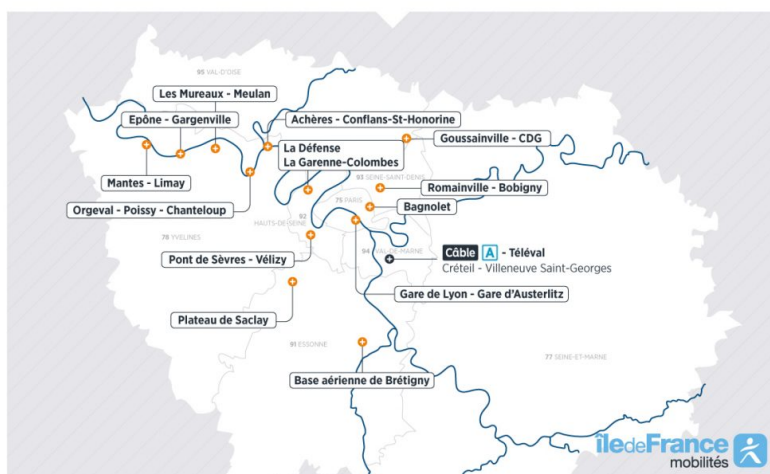 95 VAL-D'OISE
Les Mureaux - Meulan
Epône - Gargenville
Achères - Conflans-St-Honorine
Goussainville - CDG
La Défense
La Garenne-Colombes
93 SEINE-SAINT-DENIS
Mantes - Limay
Romainville - Bobigny
75 PARIS
Orgeval - Poissy - Chanteloup
Bagnolet
92
HAUTS-DE-SEINE
78 YVELINES
94 VAL-DE-MARNE
Câble A - Téléval
Pont de Sèvres - Vélizy
Créteil - Villeneuve Saint-Georges
Gare de Lyon - Gare d'Austerlitz
Plateau de Saclay
91 ESSONNE
77 SEINE-ET-MARNE
Base aérienne de Brétigny
îledeFrance
mobilités